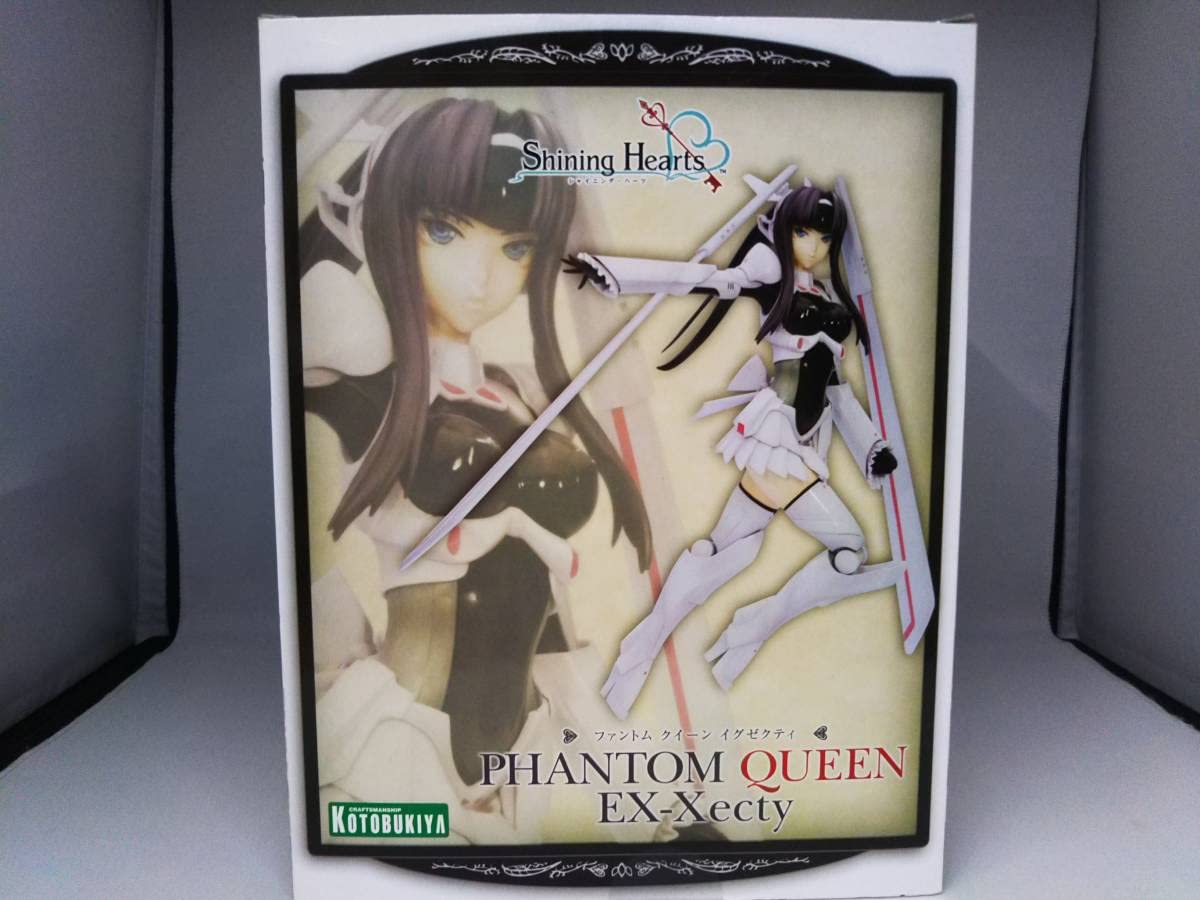 Shining Hearts™
シャイニング・ハーツ
ファントム クイーン イグゼクティ
PHANTOM QUEEN
EX-Xecty
CRAFTSMANSHIP
KOTOBUKIYA